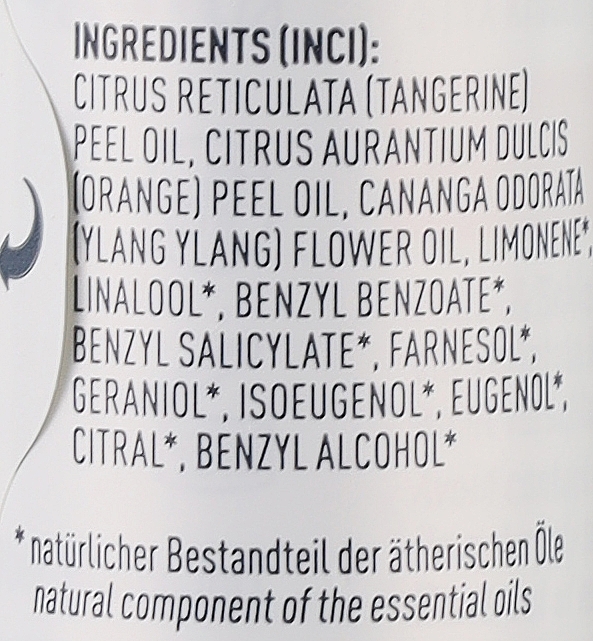 INGREDIENTS (INCI):
CITRUS RETICULATA (TANGERINE)
PEEL OIL, CITRUS AURANTIUM DULCIS
(ORANGE) PEEL OIL, CANANGA ODORATA
(YLANG YLANG) FLOWER OIL, LIMONENE*,
LINALOOL*, BENZYL BENZOATE*,
BENZYL SALICYLATE*, FARNESOL*,
GERANIOL*, ISOEUGENOL*, EUGENOL*,
CITRAL*, BENZYL ALCOHOL*
* natürlicher Bestandteil der ätherischen Öle
natural component of the essential oils